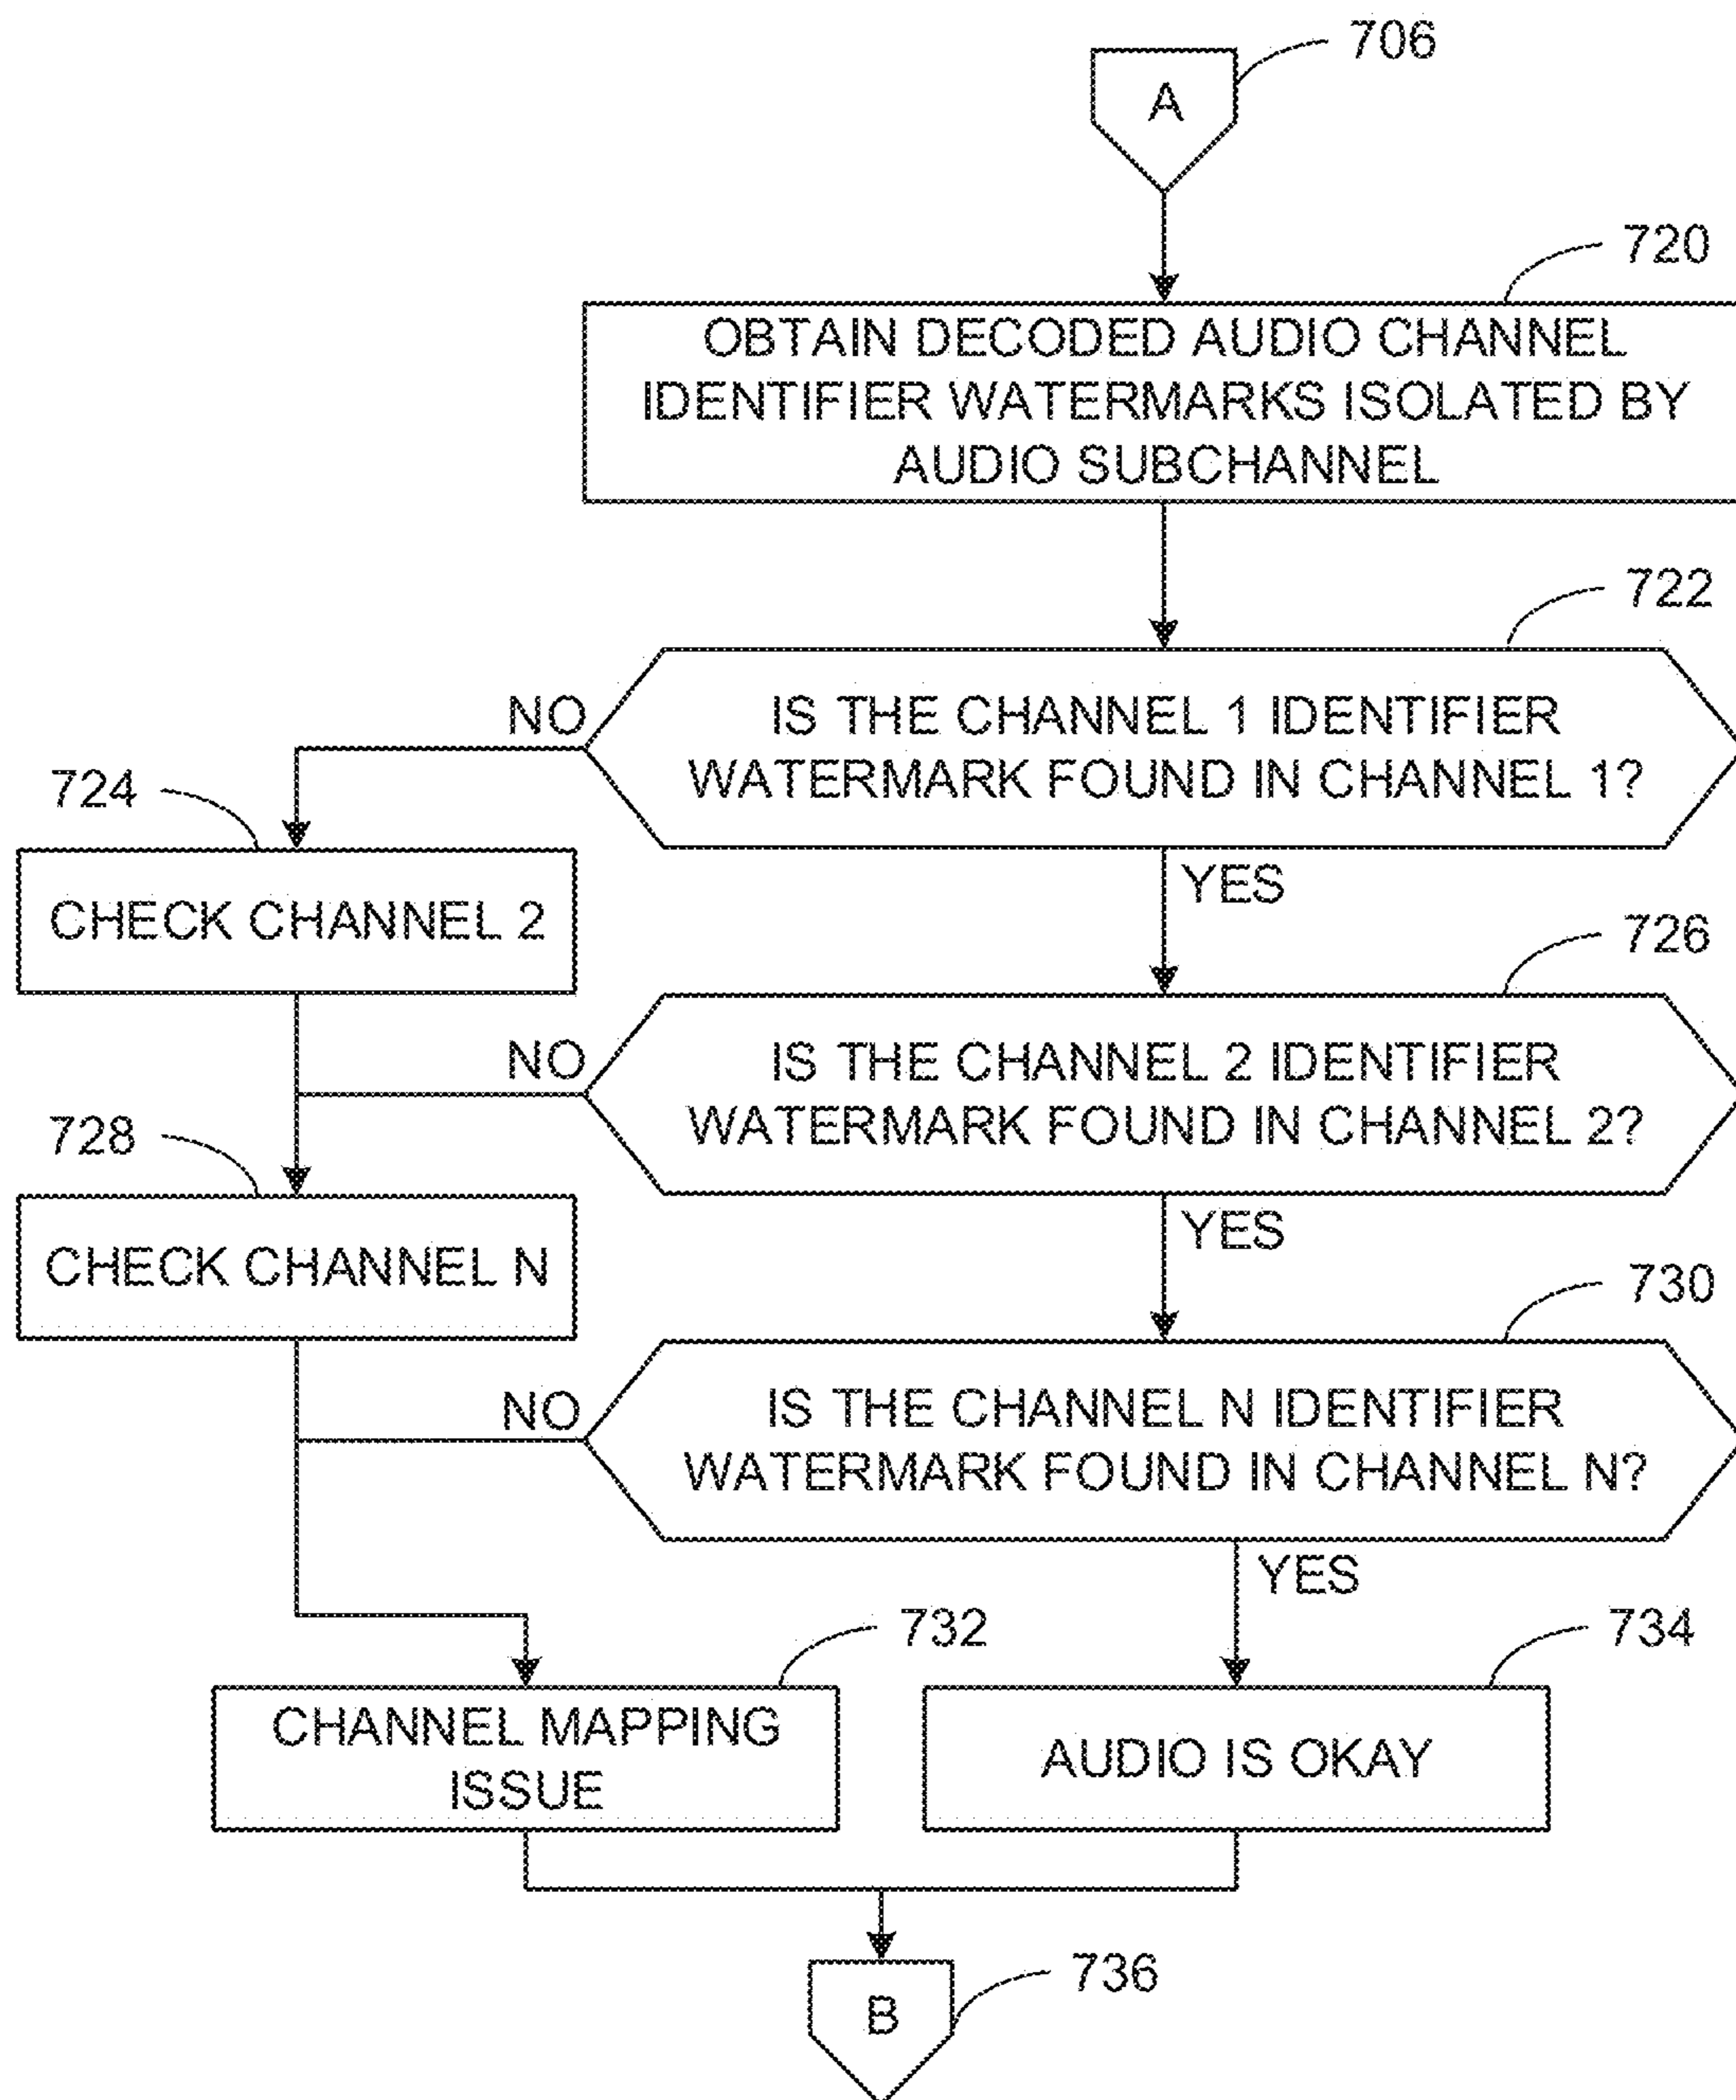 706
A
720
OBTAIN DECODED AUDIO CHANNEL
IDENTIFIER WATERMARKS ISOLATED BY
AUDIO SUBCHANNEL
722
NO
IS THE CHANNEL 1 IDENTIFIER
WATERMARK FOUND IN CHANNEL 1?
724
YES
CHECK CHANNEL 2
726
NO
IS THE CHANNEL 2 IDENTIFIER
WATERMARK FOUND IN CHANNEL 2?
728
YES
CHECK CHANNEL N
730
NO
IS THE CHANNEL N IDENTIFIER
WATERMARK FOUND IN CHANNEL N?
YES
732
734
CHANNEL MAPPING
ISSUE
AUDIO IS OKAY
736
B